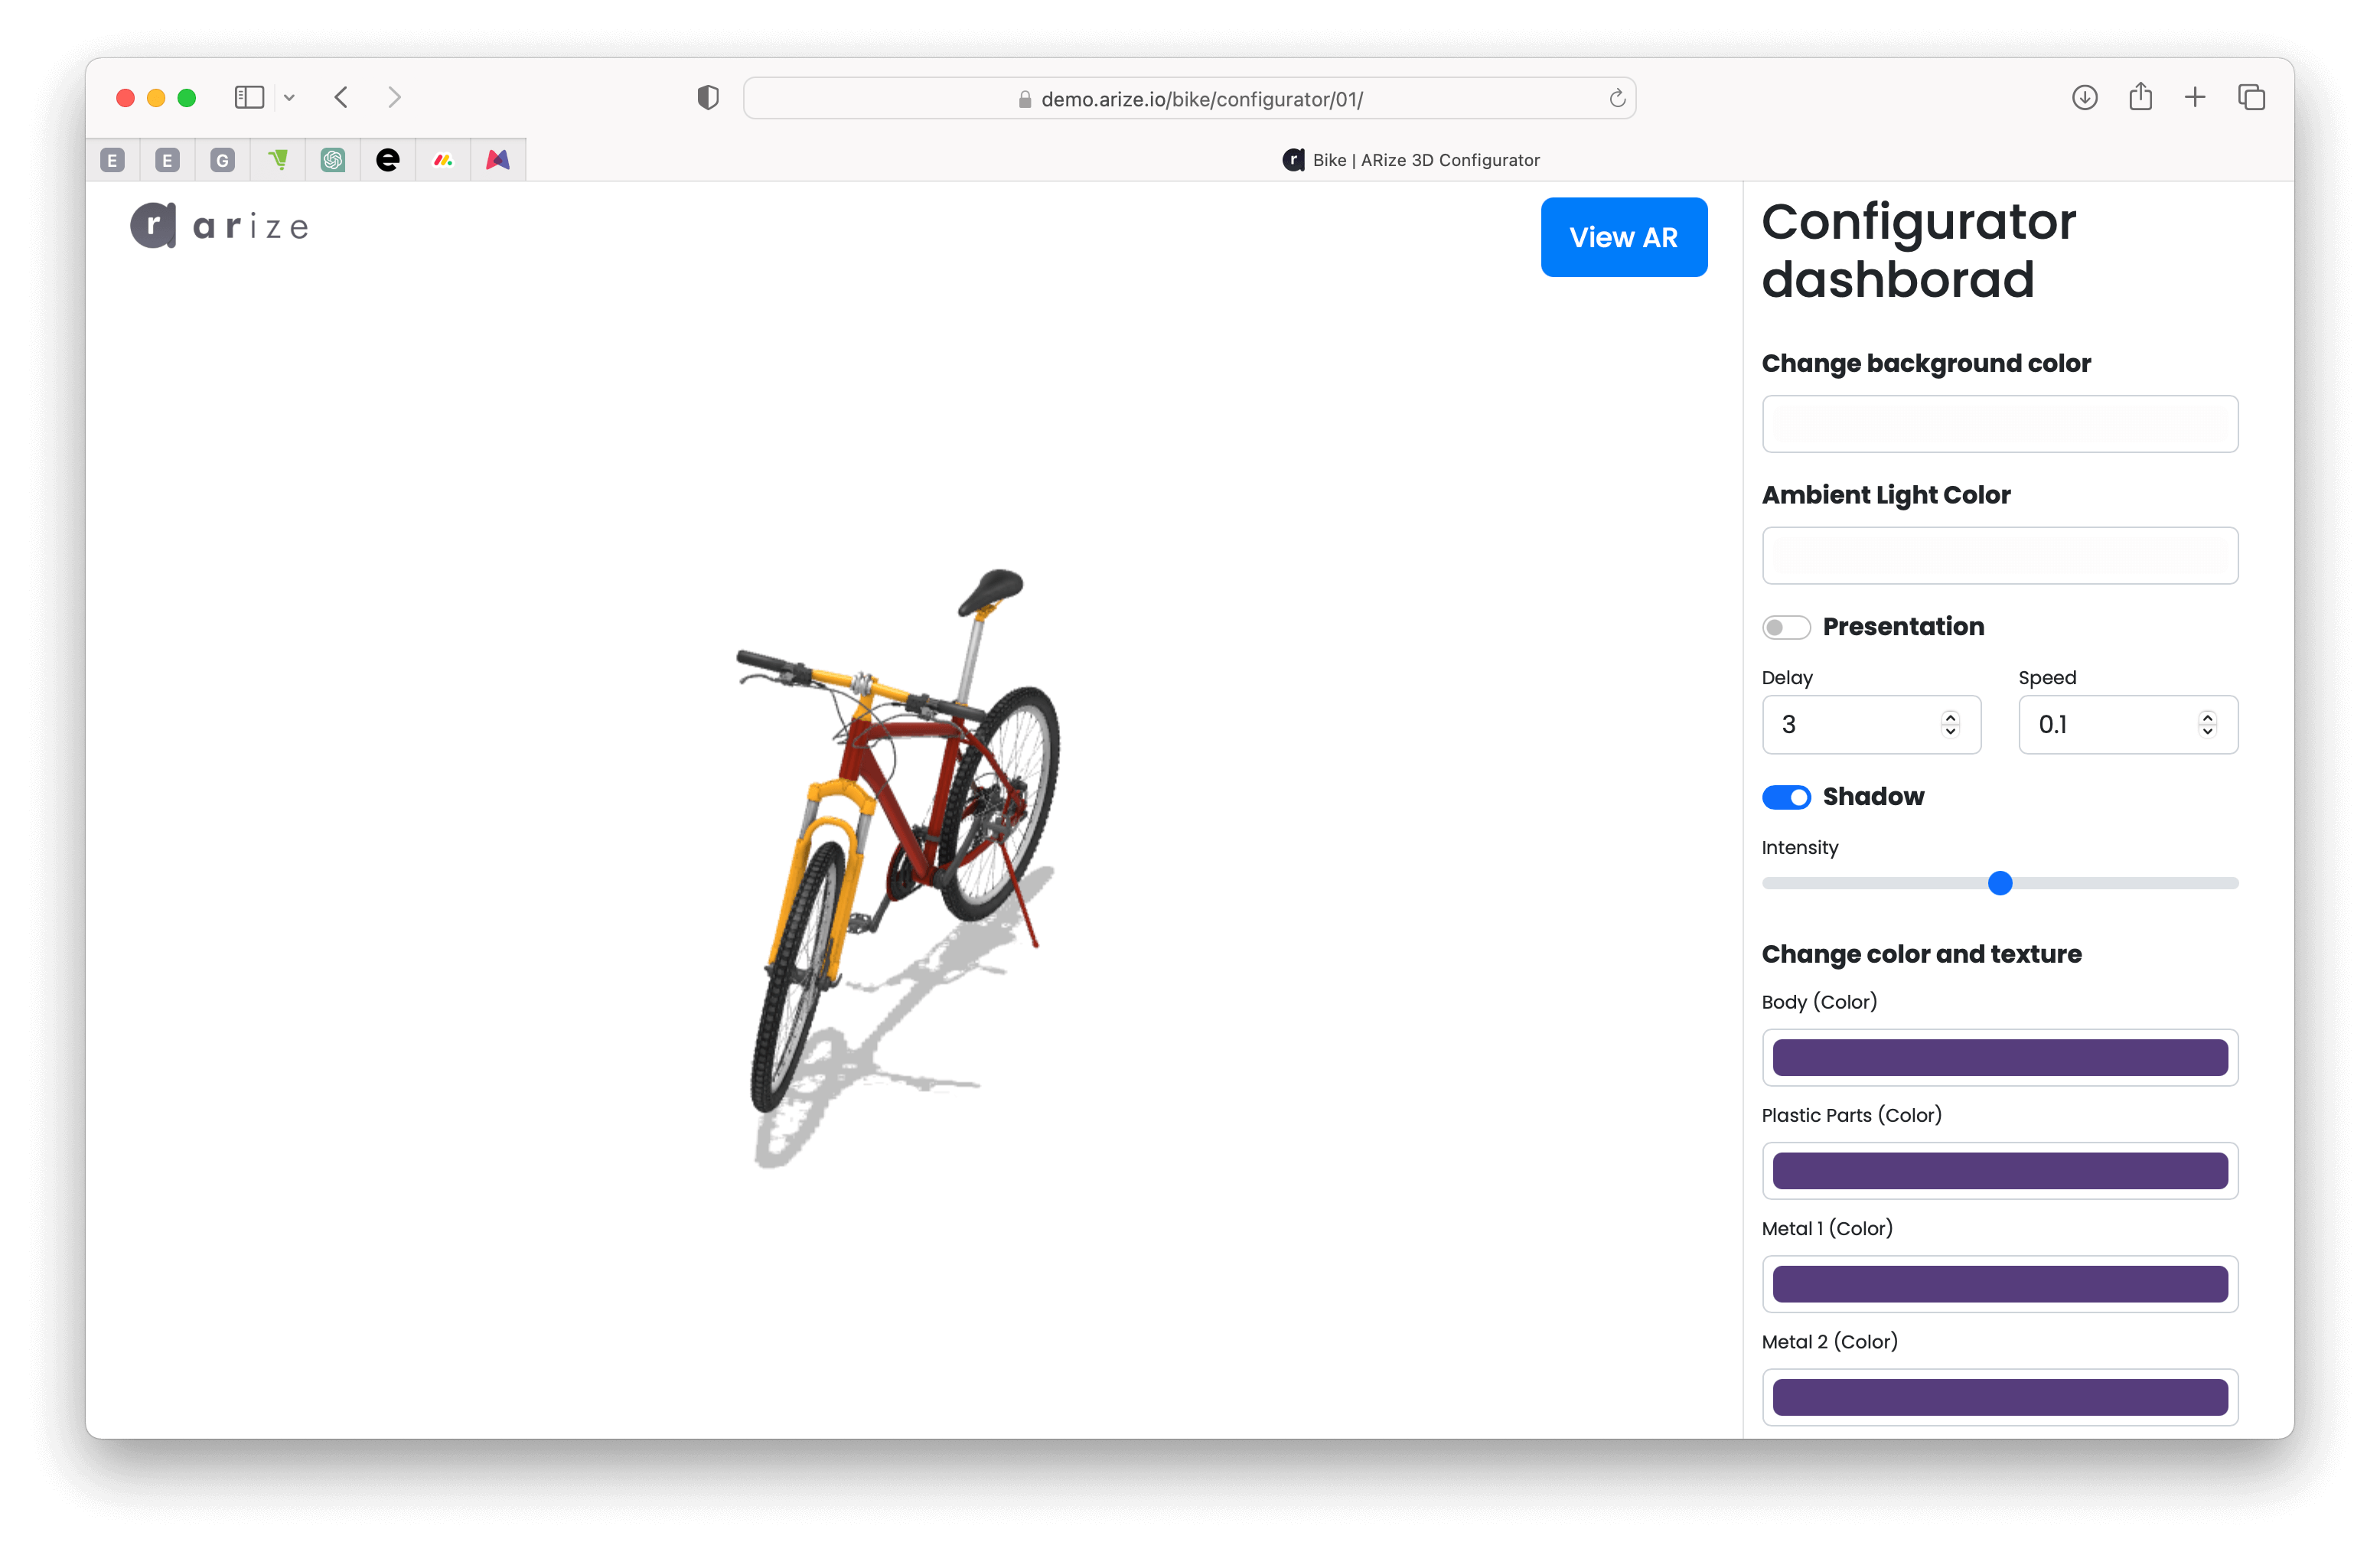 demo.arize.io/bike/configurator/01/
E
E
G
e
r
Bike | ARize 3D Configurator
r
arize
View AR
Configurator
dashborad
Change background color
Ambient Light Color
Presentation
Delay
Speed
3
0.1
Shadow
Intensity
Change color and texture
Body (Color)
Plastic Parts (Color)
Metal 1 (Color)
Metal 2 (Color)